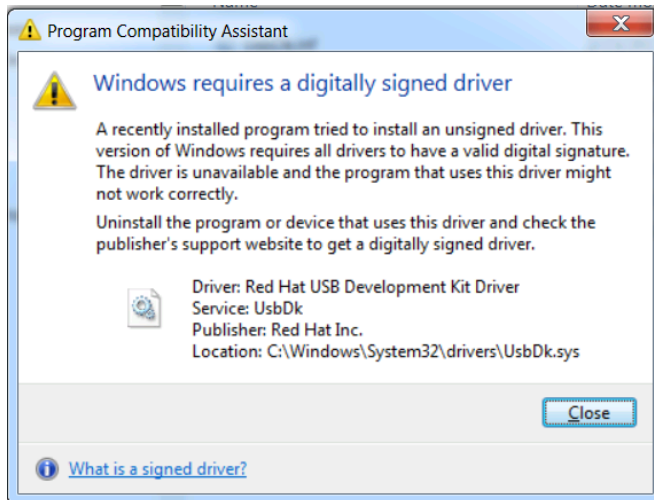 Name
Program Compatibility Assistant
Windows requires a digitally signed driver
A recently installed program tried to install an unsigned driver. This
version of Windows requires all drivers to have a valid digital signature.
The driver is unavailable and the program that uses this driver might
not work correctly.
Uninstall the program or device that uses this driver and check the
publisher's support website to get a digitally signed driver.
Driver: Red Hat USB Development Kit Driver
Service: UsbDk
Publisher: Red Hat Inc.
Location: C:\Windows\System32\drivers\UsbDk.sys
Close
What is a signed driver?